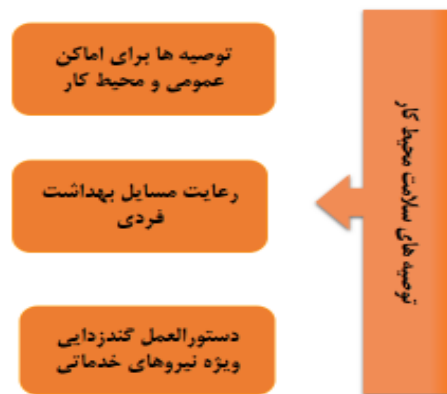 توصیه های سلامت محیط کار
توصیه ها برای اماکن
عمومی و محیط کار
رعایت مسایل بهداشت
فردی
دستورالعمل گندزدایی
ویژه نیروهای خدماتی